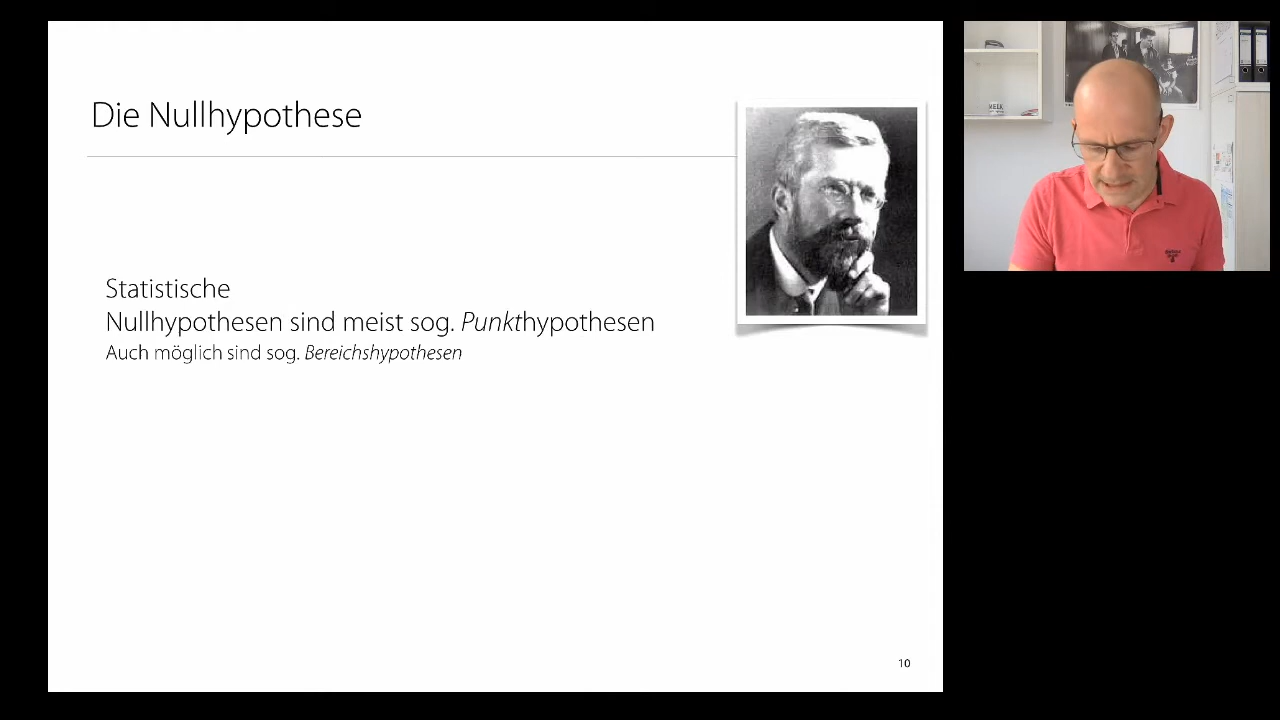 Die Nullhypothese
Statistische
Nullhypothesen sind meist sog. Punkthypothesen
Auch möglich sind sog. Bereichshypothesen
10